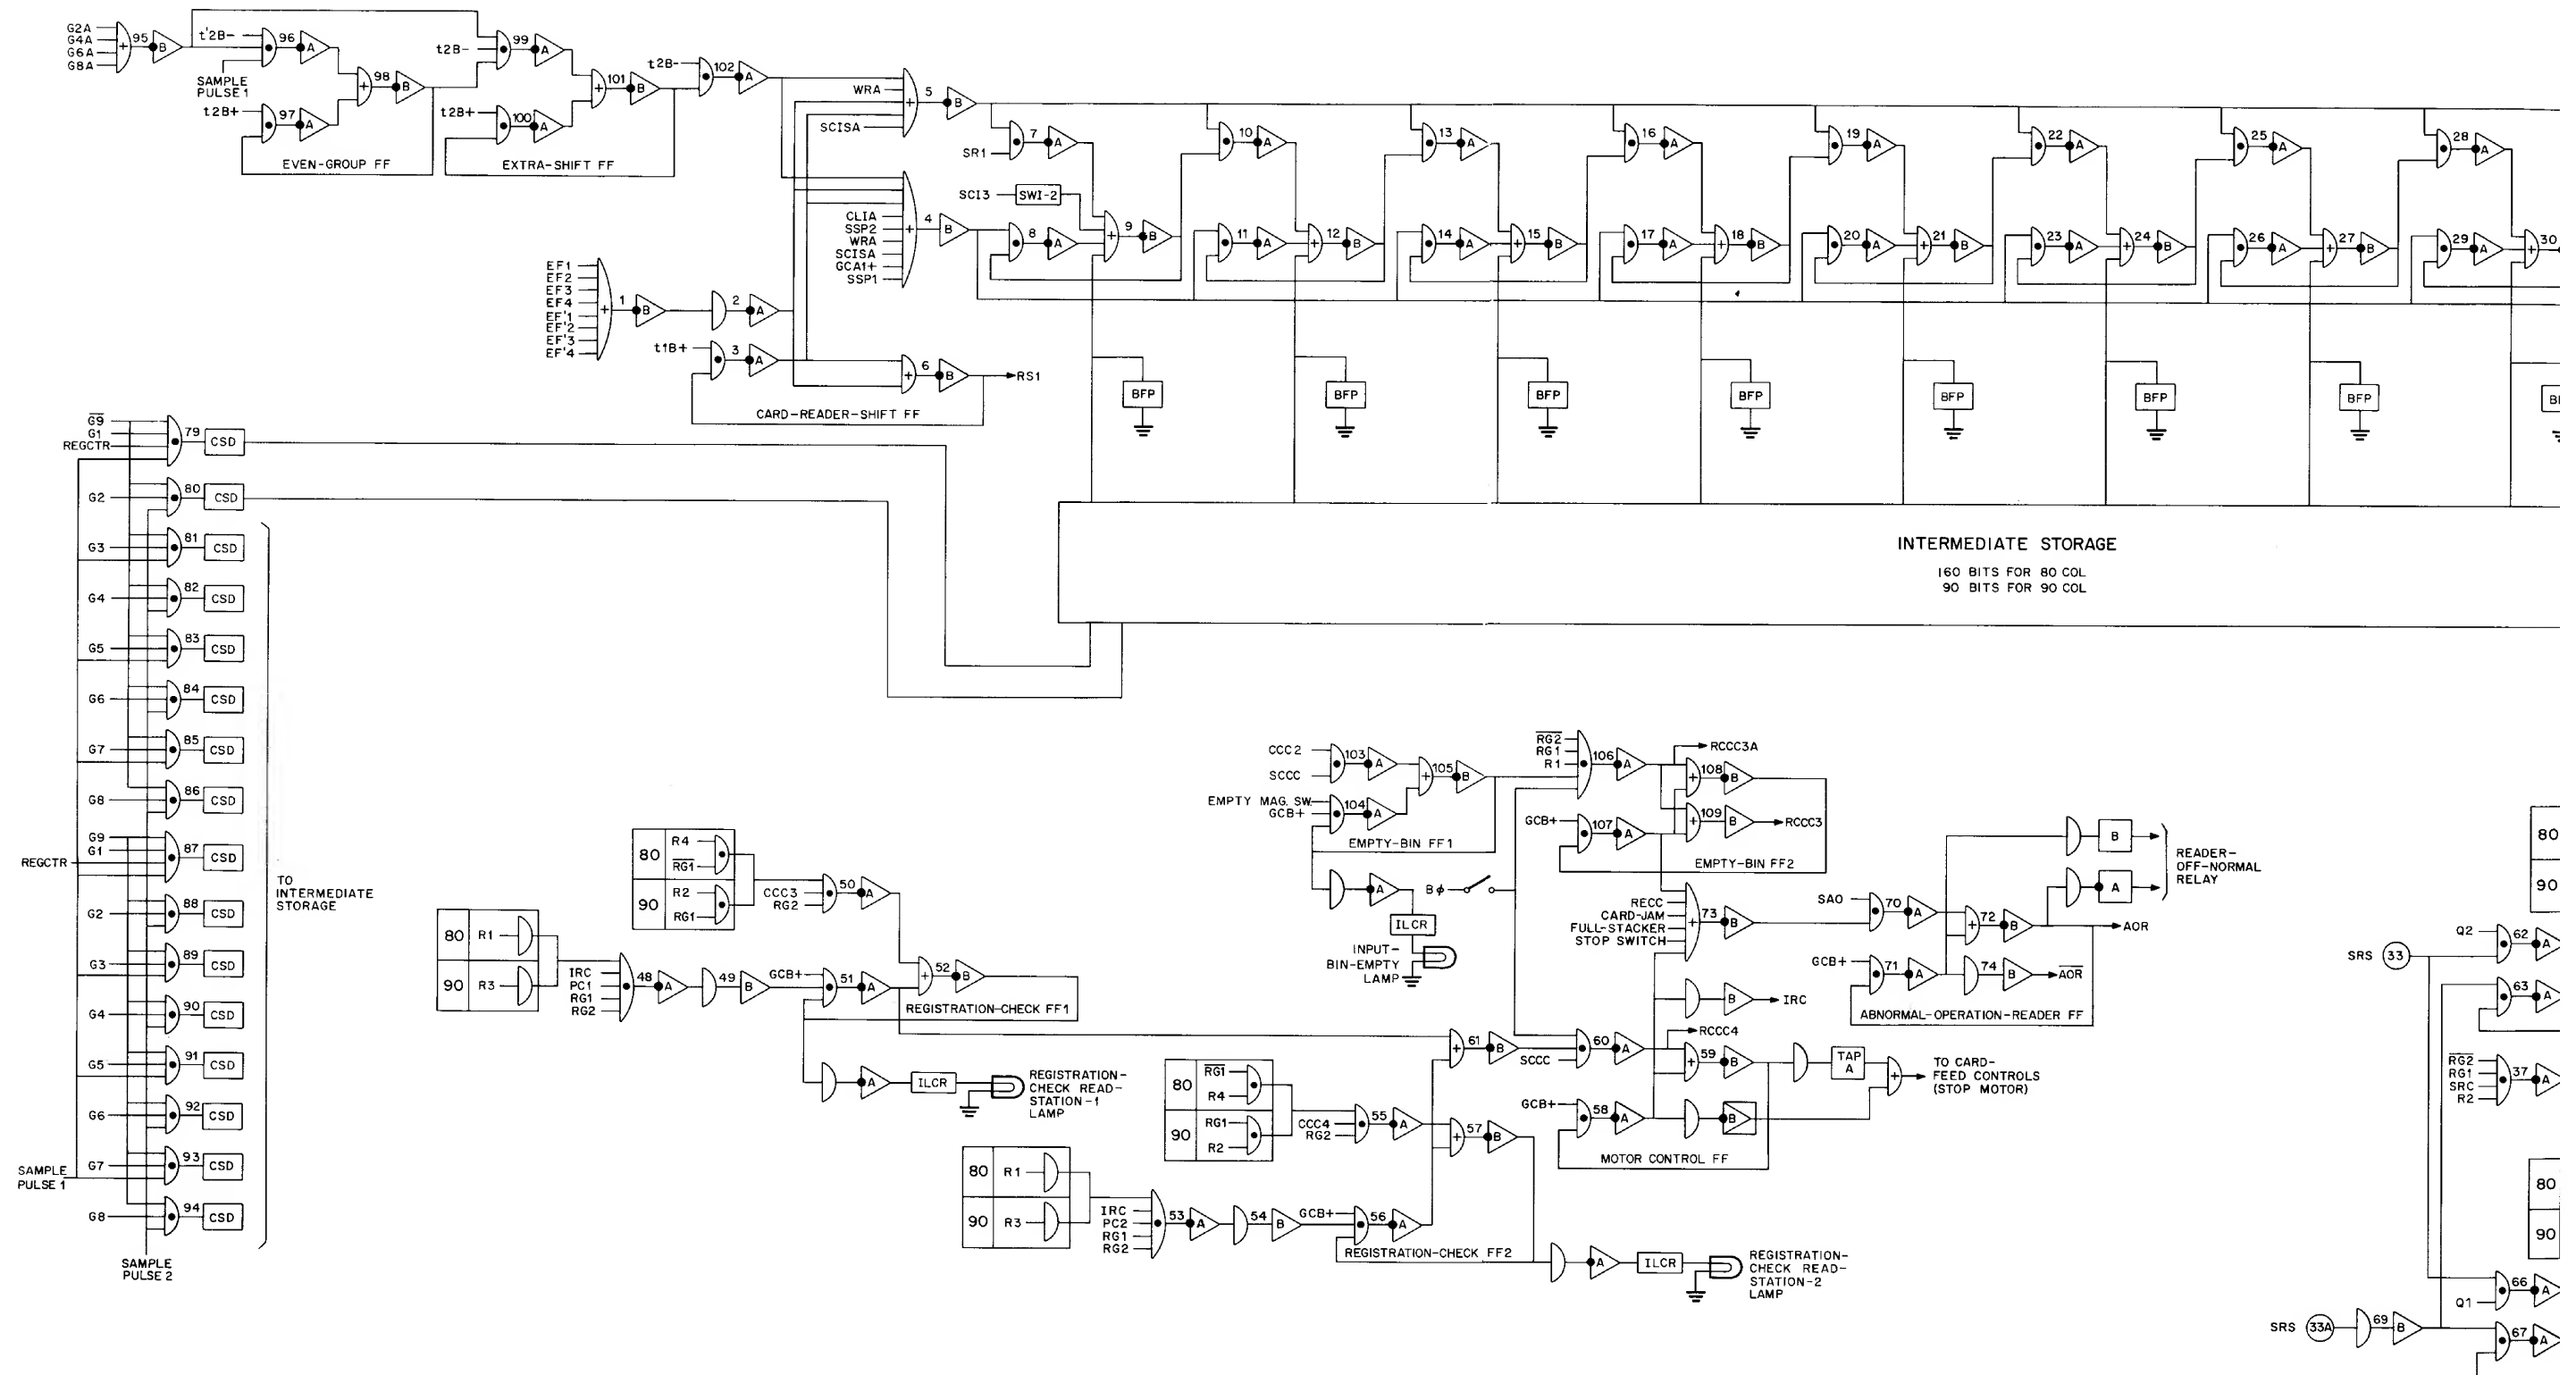 G2A
G4A
G6A
G8A
+
95
B
t'2B-
SAMPLE
PULSE 1
96
A
t2B+
97
A
+
98
B
EVEN-GROUP FF
t2B-
99
A
t2B+
100
A
+
101
B
EXTRA-SHIFT FF
t2B-
102
A
WRA
SCISA
+
5
B
CLIA
SSP2
WRA
SCISA
GCA1+
SSP1
+
4
B
EF1
EF2
EF3
EF4
EF'1
EF'2
EF'3
EF'4
+
1
B
2
A
t1B+
3
A
+
6
B
RS1
CARD-READER-SHIFT FF
SR1
7
A
SCI3
SWI-2
8
A
+
9
B
10
A
11
A
+
12
B
13
A
14
A
+
15
B
16
A
17
A
+
18
B
19
A
20
A
+
21
B
22
A
23
A
+
24
B
25
A
26
A
+
27
B
28
A
29
A
+
30
BFP
BFP
BFP
BFP
BFP
BFP
BFP
INTERMEDIATE STORAGE
160 BITS FOR 80 COL
90 BITS FOR 90 COL
G9
G1
REGCTR
79
CSD
G2
80
CSD
G3
81
CSD
G4
82
CSD
G5
83
CSD
G6
84
CSD
G7
85
CSD
G8
86
CSD
G9
G1
REGCTR
87
CSD
G2
88
CSD
G3
89
CSD
G4
90
CSD
G5
91
CSD
G6
92
CSD
G7
93
CSD
G8
94
CSD
SAMPLE
PULSE 1
SAMPLE
PULSE 2
TO
INTERMEDIATE
STORAGE
80
R1
90
R3
80
R4
RG1
90
R2
RG1
IRC
PC1
RG1
RG2
48
A
49
B
CCC3
RG2
50
A
GCB+
51
A
+
52
B
REGISTRATION-CHECK FF1
A
ILCR
REGISTRATION-
CHECK READ-
STATION-1
LAMP
80
R1
90
R3
IRC
PC2
RG1
RG2
53
A
54
B
80
RG1
R4
90
RG1
R2
CCC4
RG2
55
A
GCB+
56
A
+
57
B
REGISTRATION-CHECK FF2
A
ILCR
REGISTRATION-
CHECK READ-
STATION-2
LAMP
CCC2
SCCC
103
A
EMPTY MAG. SW.
GCB+
104
A
+
105
B
EMPTY-BIN FF1
A
ILCR
INPUT-
BIN-EMPTY
LAMP
Bϕ
RG2
RG1
R1
106
A
RCCC3A
+
108
B
GCB+
107
A
+
109
B
RCCC3
EMPTY-BIN FF2
RECC
CARD-JAM
FULL-STACKER
STOP SWITCH
+
73
B
B
IRC
+
61
B
SCCC
60
A
RCCC4
+
59
B
GCB+
58
A
B
MOTOR CONTROL FF
TAP
A
+
TO CARD-
FEED CONTROLS
(STOP MOTOR)
SAO
70
A
+
72
B
AOR
GCB+
71
A
74
B
AOR
ABNORMAL-OPERATION-READER FF
B
A
READER-
OFF-NORMAL
RELAY
80
90
SRS
33
Q2
62
A
63
A
RG2
RG1
SRC
R2
37
A
80
90
Q1
66
A
SRS
33A
69
B
67
A